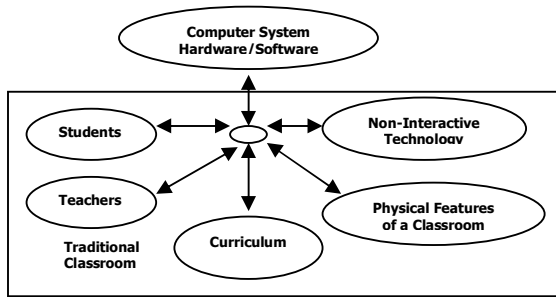 Computer System
Hardware/Software
Students
Non-Interactive
Technology
Teachers
Physical Features
of a Classroom
Traditional
Classroom
Curriculum